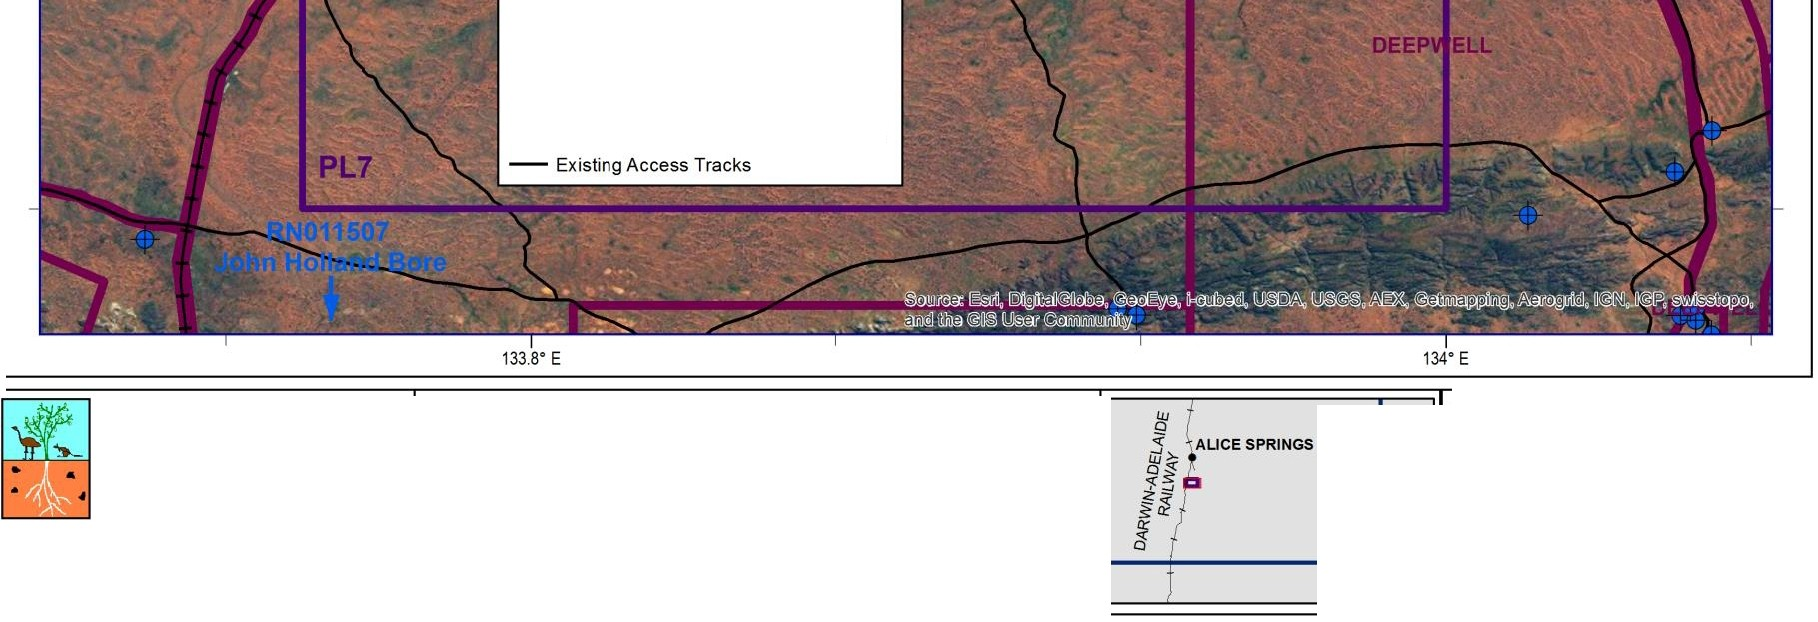 DEEPWELL
Existing Access Tracks
PL7
RN011507
John Holland Bore
Source: Esri, DigitalGlobe, GeoEye, i-cubed, USDA, USGS, AEX, Getmapping, Aerogrid, IGN, IGP, swisstopo,
and the GIS User Community
133.8° E
134° E
DARWIN-ADELAIDE
RAILWAY
ALICE SPRINGS